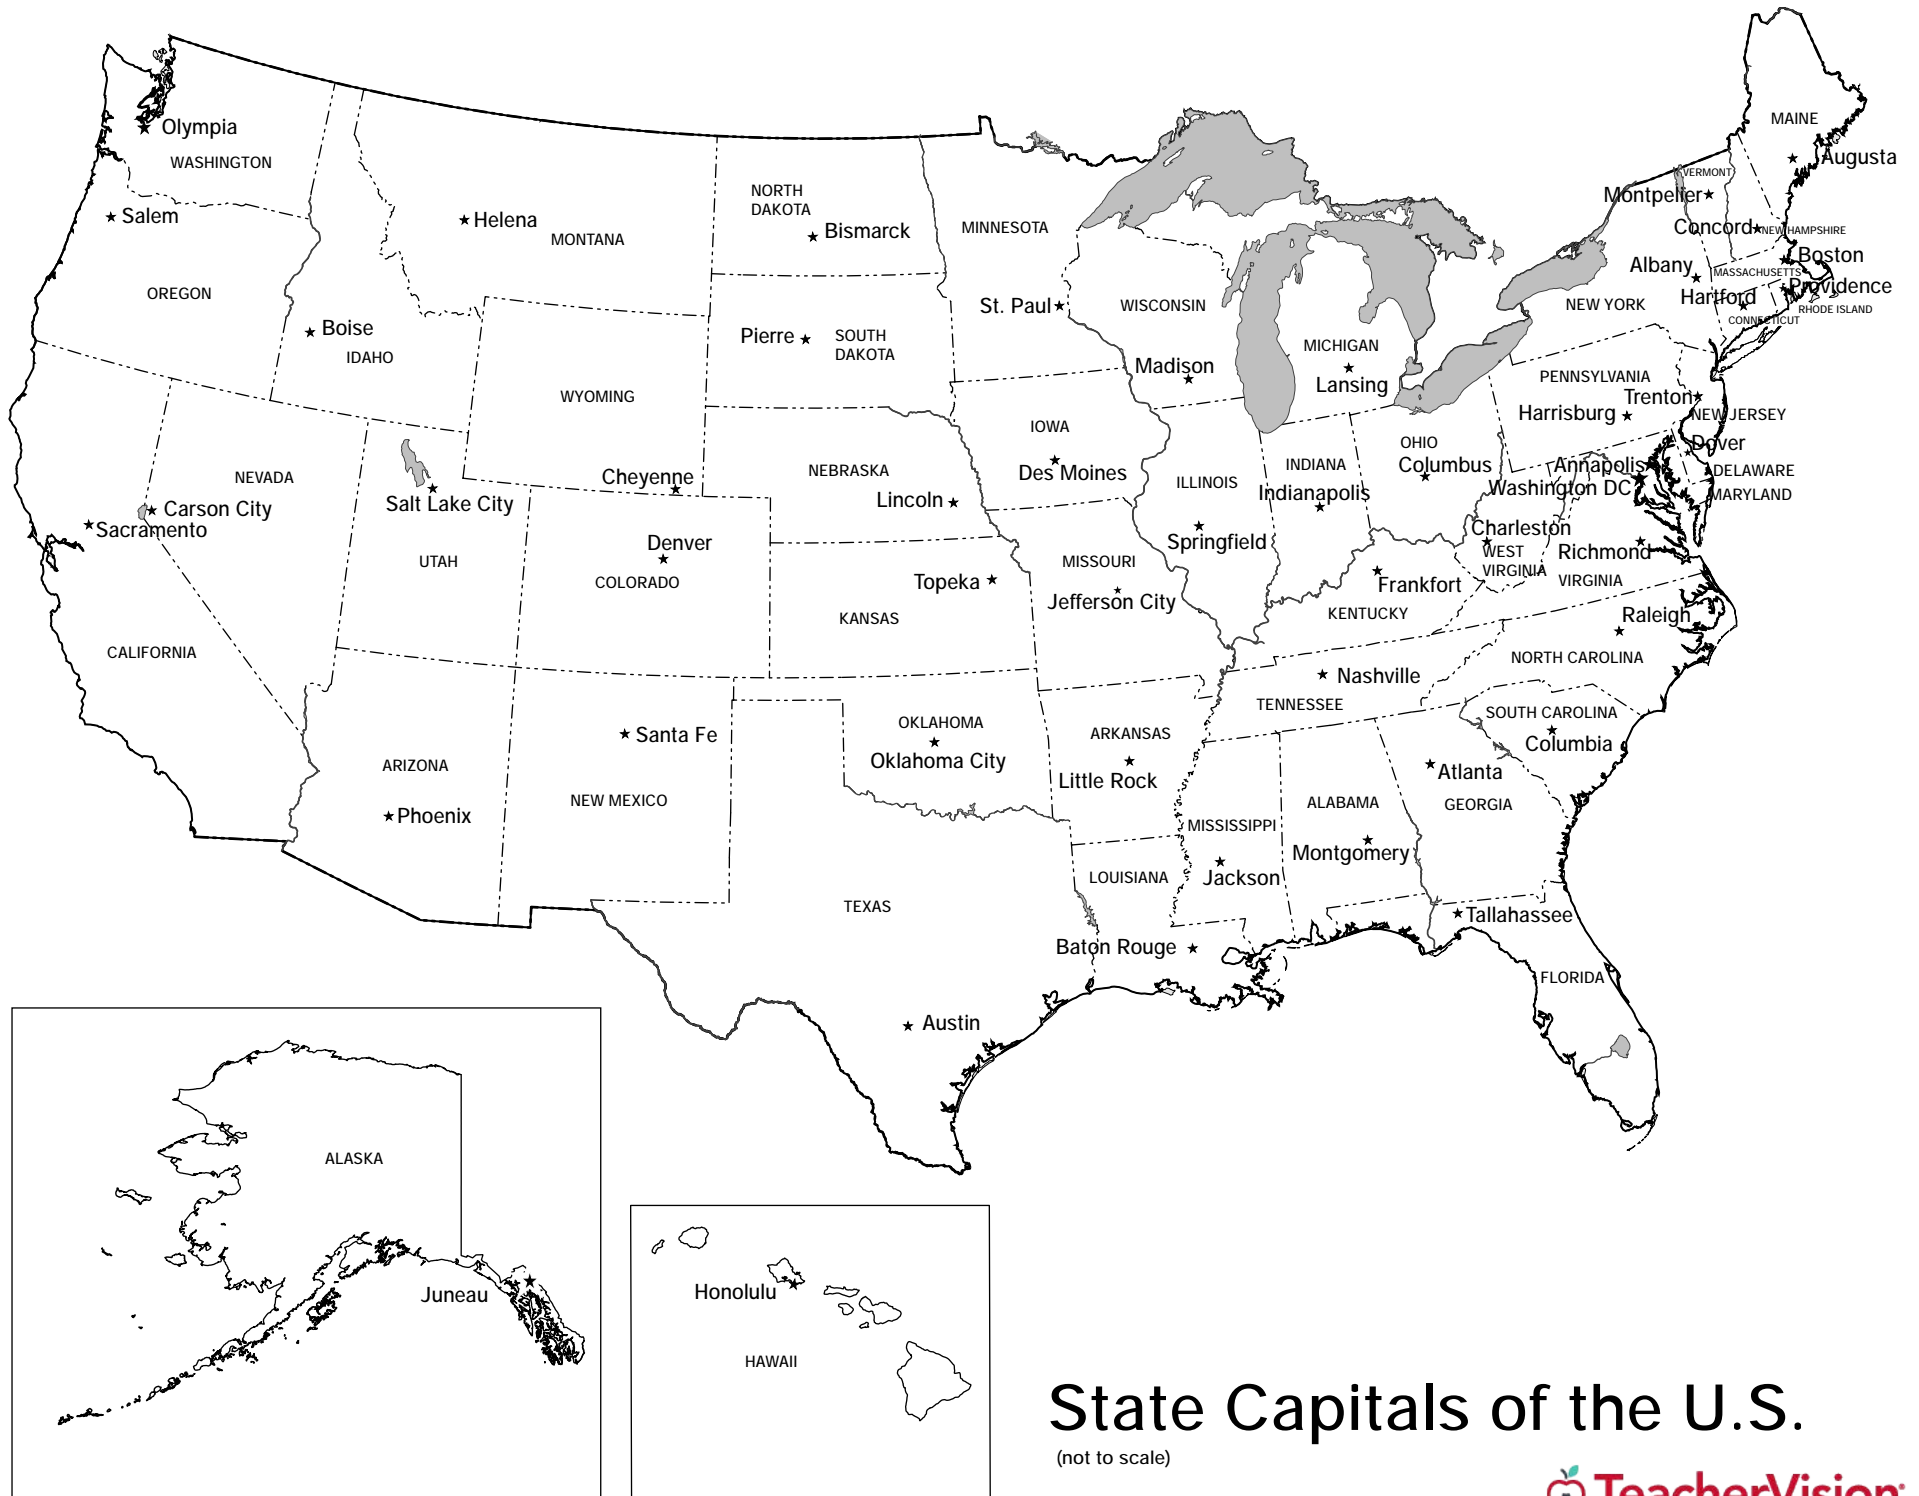 Olympia
WASHINGTON
Salem
OREGON
Helena
MONTANA
Boise
IDAHO
NORTH
DAKOTA
Bismarck
MINNESOTA
St. Paul
Pierre
SOUTH
DAKOTA
WYOMING
Cheyenne
WISCONSIN
Madison
MICHIGAN
Lansing
MAINE
Augusta
VERMONT
Montpelier
Concord
NEW HAMPSHIRE
Boston
Albany
MASSACHUSETTS
Providence
Hartford
NEW YORK
RHODE ISLAND
CONNECTICUT
PENNSYLVANIA
Trenton
Harrisburg
NEW JERSEY
Dover
Annapolis
DELAWARE
Washington DC
MARYLAND
IOWA
Des Moines
NEBRASKA
Lincoln
OHIO
Columbus
INDIANA
Indianapolis
ILLINOIS
Springfield
NEVADA
Carson City
Sacramento
CALIFORNIA
Salt Lake City
UTAH
Denver
COLORADO
Topeka
KANSAS
MISSOURI
Jefferson City
Charleston
WEST
VIRGINIA
Richmond
VIRGINIA
Frankfort
KENTUCKY
Raleigh
NORTH CAROLINA
Nashville
TENNESSEE
SOUTH CAROLINA
Columbia
Santa Fe
NEW MEXICO
ARIZONA
Phoenix
OKLAHOMA
Oklahoma City
ARKANSAS
Little Rock
Atlanta
GEORGIA
ALABAMA
Montgomery
MISSISSIPPI
Jackson
LOUISIANA
Baton Rouge
TEXAS
Austin
Tallahassee
FLORIDA
ALASKA
Juneau
Honolulu
HAWAII
State Capitals of the U.S.
(not to scale)
TeacherVision®